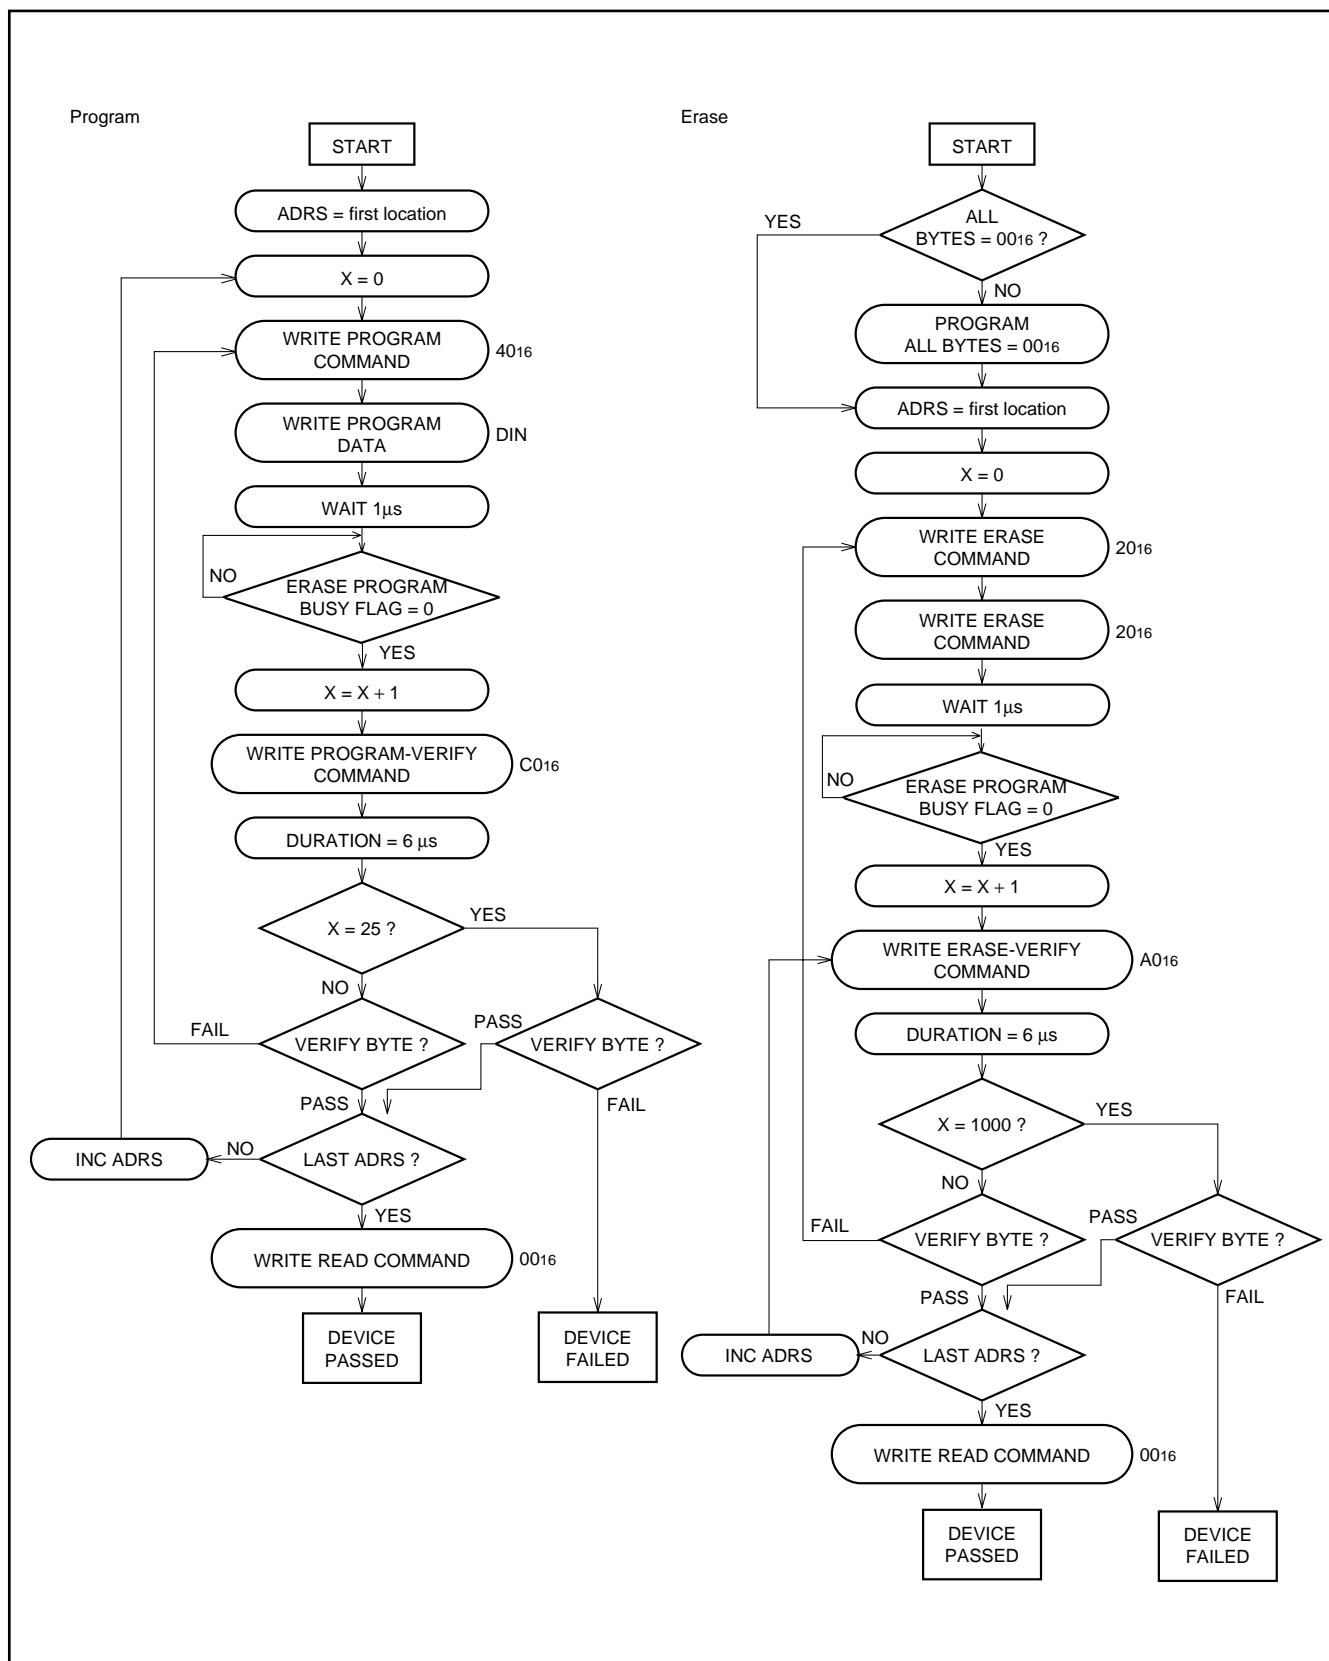 Program
START
ADRS = first location
X = 0
WRITE PROGRAM
COMMAND
4016
WRITE PROGRAM
DATA
DIN
WAIT 1μs
NO
ERASE PROGRAM
BUSY FLAG = 0
YES
X = X + 1
WRITE PROGRAM-VERIFY
COMMAND
C016
DURATION = 6 μs
X = 25 ?
YES
NO
FAIL
VERIFY BYTE ?
PASS
VERIFY BYTE ?
PASS
FAIL
INC ADRS
NO
LAST ADRS ?
YES
WRITE READ COMMAND
0016
DEVICE
PASSED
DEVICE
FAILED
Erase
START
YES
ALL
BYTES = 0016 ?
NO
PROGRAM
ALL BYTES = 0016
ADRS = first location
X = 0
WRITE ERASE
COMMAND
2016
WRITE ERASE
COMMAND
2016
WAIT 1μs
NO
ERASE PROGRAM
BUSY FLAG = 0
YES
X = X + 1
WRITE ERASE-VERIFY
COMMAND
A016
DURATION = 6 μs
X = 1000 ?
YES
NO
FAIL
VERIFY BYTE ?
PASS
VERIFY BYTE ?
PASS
FAIL
INC ADRS
NO
LAST ADRS ?
YES
WRITE READ COMMAND
0016
DEVICE
PASSED
DEVICE
FAILED